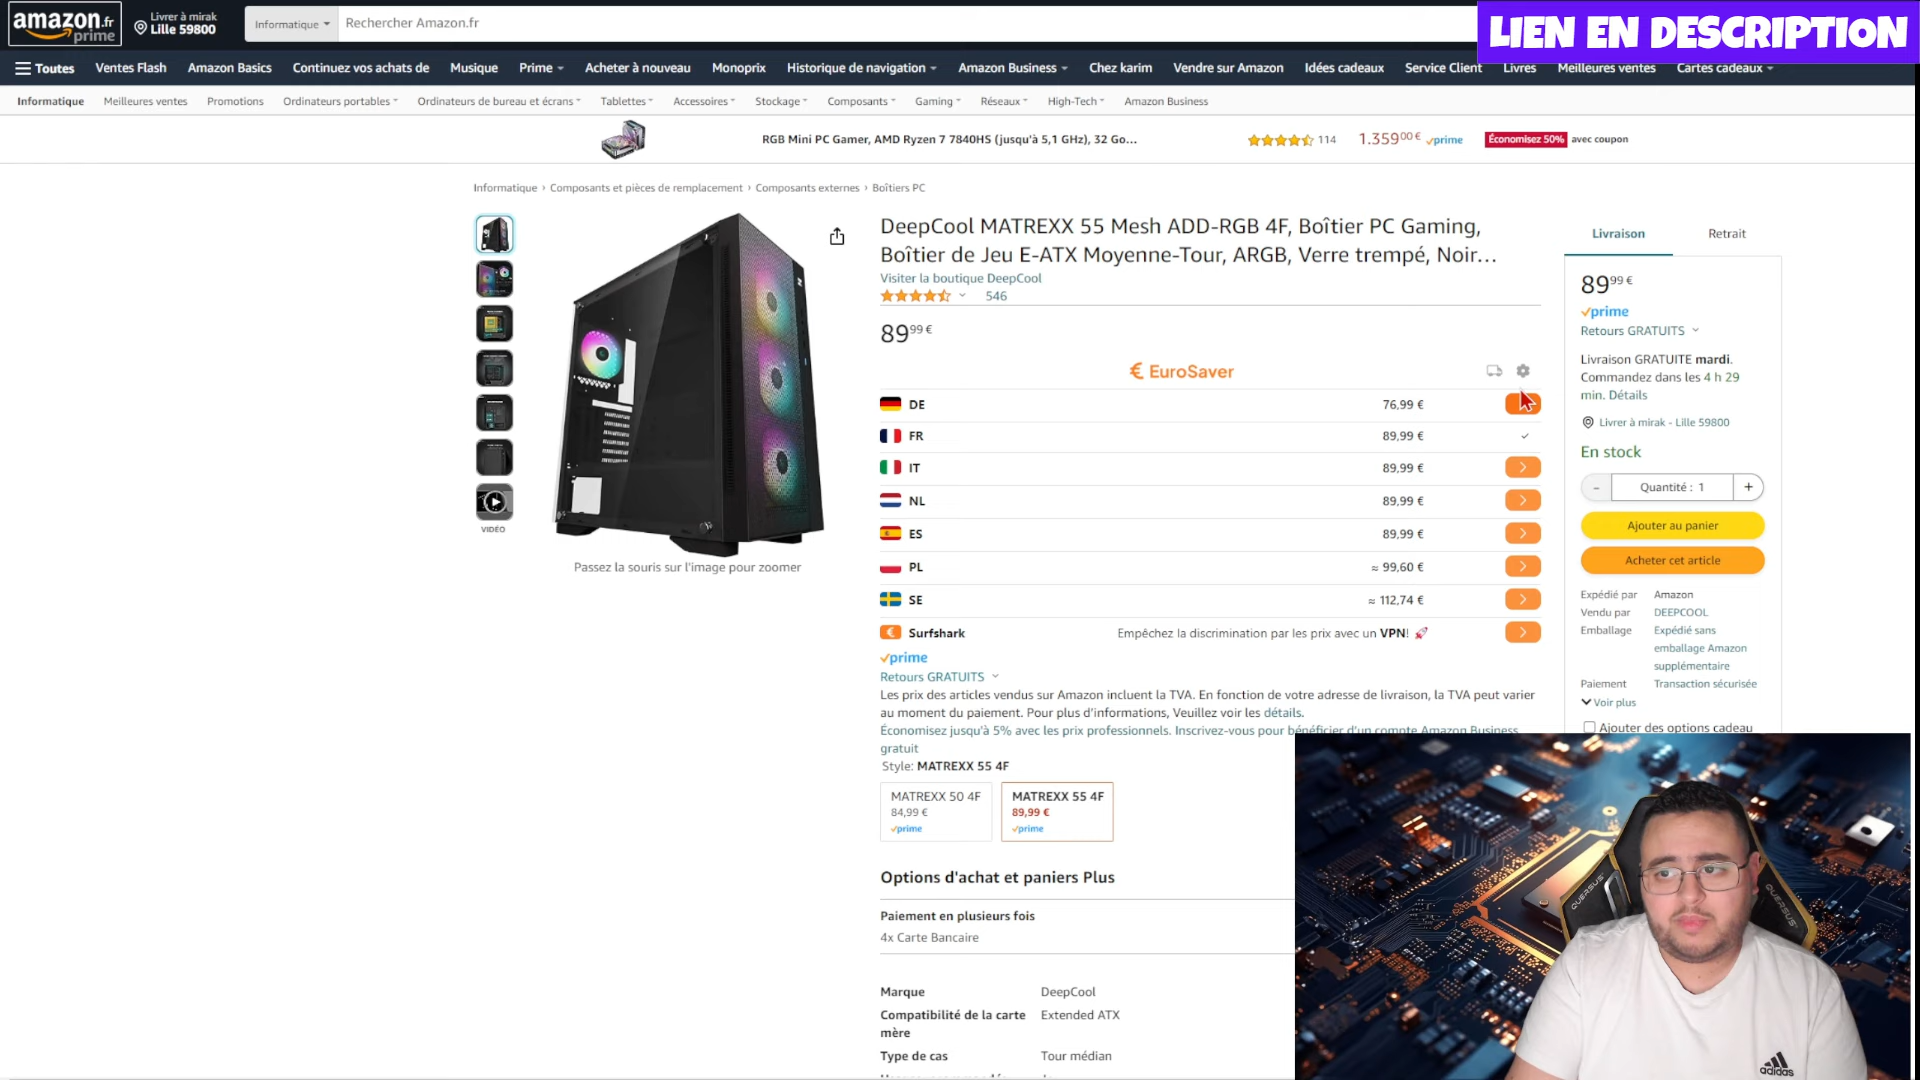 amazon.fr
prime
Livrer à mirak
Lille 59800
Informatique
Rechercher Amazon.fr
LIEN EN DESCRIPTION
Toutes
Ventes Flash
Amazon Basics
Continuez vos achats de
Musique
Prime
Acheter à nouveau
Monoprix
Historique de navigation
Amazon Business
Chez karim
Vendre sur Amazon
Idées cadeaux
Service Client
Livres
Meilleures ventes
Cartes cadeaux
Informatique
Meilleures ventes
Promotions
Ordinateurs portables
Ordinateurs de bureau et écrans
Tablettes
Accessoires
Stockage
Composants
Gaming
Réseaux
High-Tech
Amazon Business
RGB Mini PC Gamer, AMD Ryzen 7 7840HS (jusqu'à 5,1 GHz), 32 Go...
114
1.359,00 €
prime
Économisez 50% avec coupon
Informatique › Composants et pièces de remplacement › Composants externes › Boîtiers PC
VIDÉO
Passez la souris sur l'image pour zoomer
DeepCool MATREXX 55 Mesh ADD-RGB 4F, Boîtier PC Gaming,
Boîtier de Jeu E-ATX Moyenne-Tour, ARGB, Verre trempé, Noir...
Visiter la boutique DeepCool
546
89,99 €
€ EuroSaver
DE 76,99 €
FR 89,99 €
IT 89,99 €
NL 89,99 €
ES 89,99 €
PL ≈ 99,60 €
SE ≈ 112,74 €
Surfshark Empêchez la discrimination par les prix avec un VPN! 🚀
prime
Retours GRATUITS
Les prix des articles vendus sur Amazon incluent la TVA. En fonction de votre adresse de livraison, la TVA peut varier
au moment du paiement. Pour plus d'informations, Veuillez voir les détails.
Économisez jusqu'à 5% avec les prix professionnels. Inscrivez-vous pour bénéficier d'un compte Amazon Business
gratuit
Style: MATREXX 55 4F
MATREXX 50 4F
84,99 €
prime
MATREXX 55 4F
89,99 €
prime
Options d'achat et paniers Plus
Paiement en plusieurs fois
4x Carte Bancaire
Marque DeepCool
Compatibilité de la carte Extended ATX
mère
Type de cas Tour médian
Livraison
Retrait
89,99 €
prime
Retours GRATUITS
Livraison GRATUITE mardi.
Commandez dans les 4 h 29
min. Détails
Livrer à mirak - Lille 59800
En stock
- Quantité : 1 +
Ajouter au panier
Acheter cet article
Expédié par Amazon
Vendu par DEEPCOOL
Emballage Expédié sans
emballage Amazon
supplémentaire
Paiement Transaction sécurisée
Voir plus
Ajouter des options cadeau
QUERSUS
QUERSUS
adidas